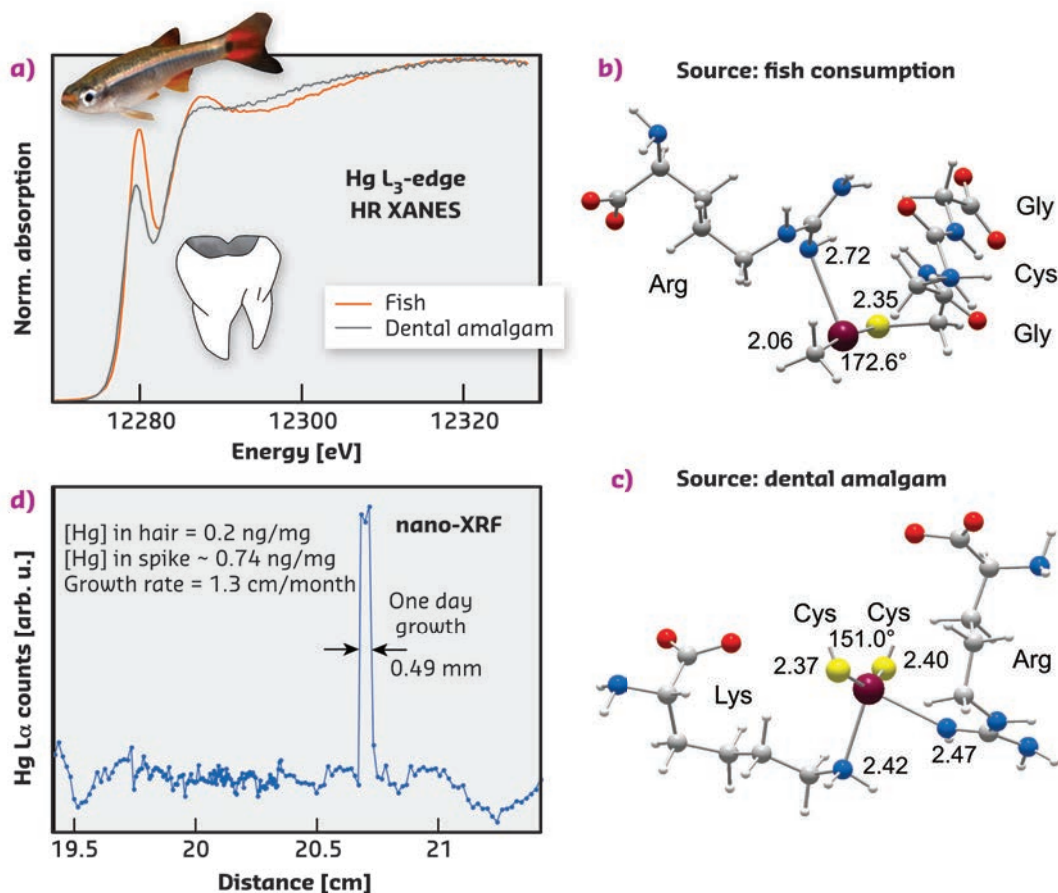 a)
Norm. absorption
Hg L₃-edge
HR XANES
Fish
Dental amalgam
12280
12300
12320
Energy [eV]
b)
Source: fish consumption
Arg
2.72
2.35
2.06
172.6°
Gly
Cys
Gly
d)
Hg Lα counts [arb. u.]
[Hg] in hair = 0.2 ng/mg
[Hg] in spike ~ 0.74 ng/mg
Growth rate = 1.3 cm/month
nano-XRF
One day
growth
0.49 mm
19.5
20
20.5
21
Distance [cm]
c)
Source: dental amalgam
Cys
Cys
151.0°
2.37
2.40
Arg
Lys
2.42
2.47